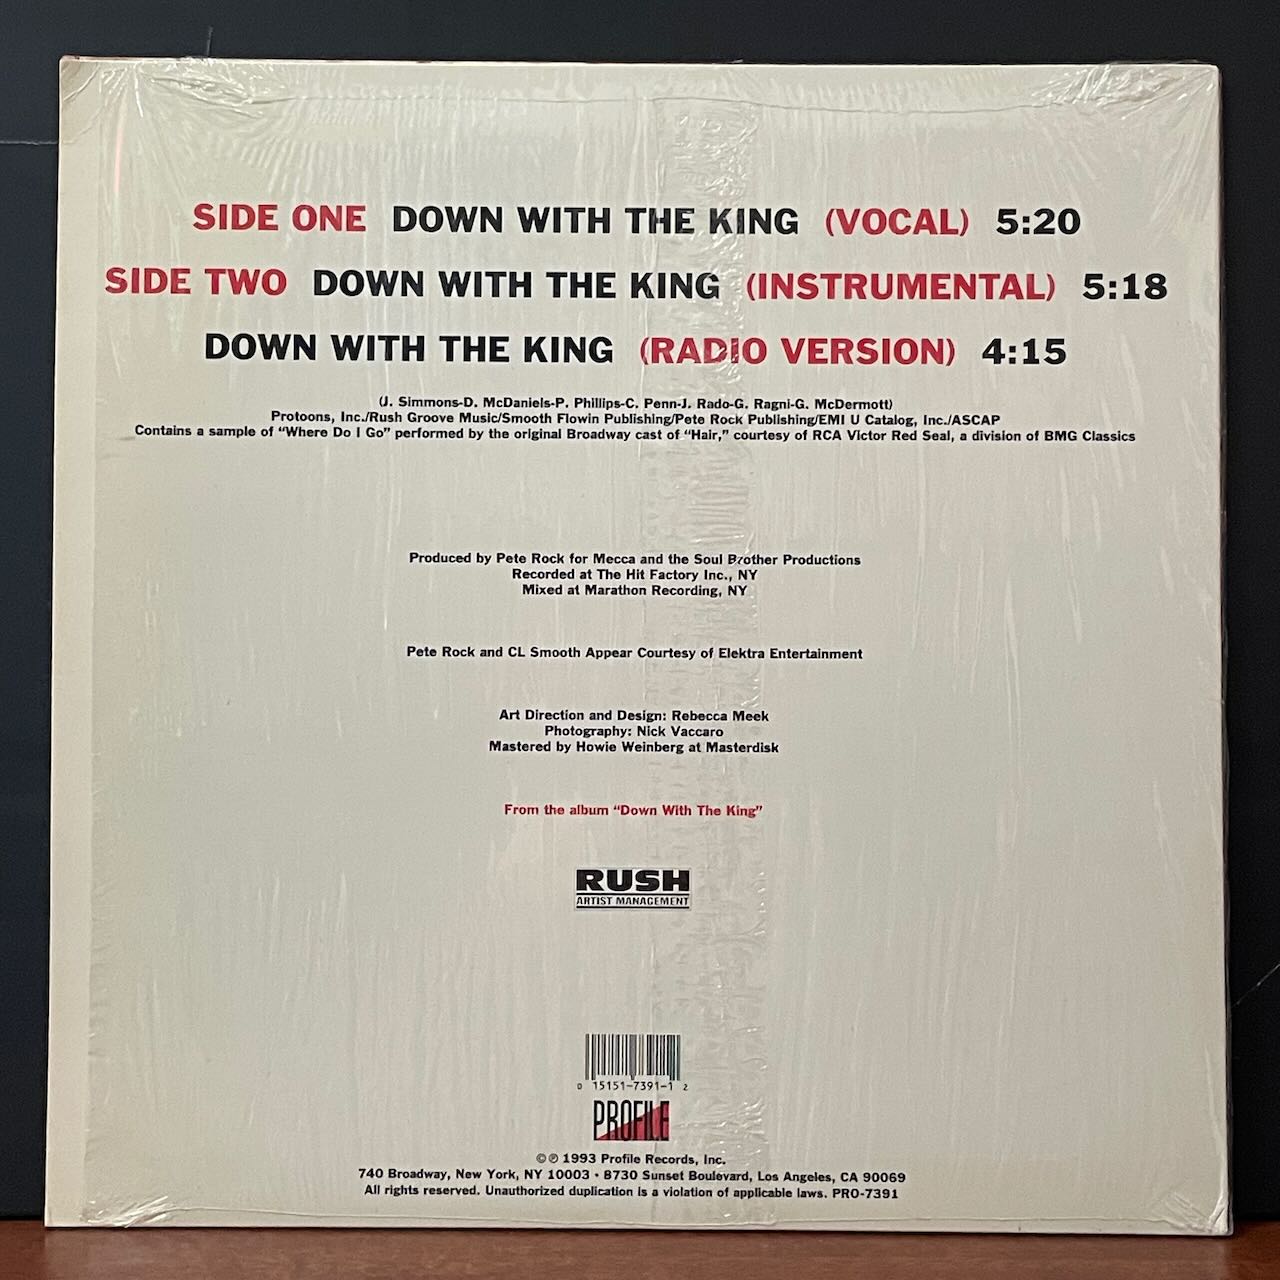 SIDE ONE DOWN WITH THE KING (VOCAL) 5:20
SIDE TWO DOWN WITH THE KING (INSTRUMENTAL) 5:18
DOWN WITH THE KING (RADIO VERSION) 4:15
(J. Simmons-D. McDaniels-P. Phillips-C. Penn-J. Rado-G. Ragni-G. McDermott)
Protoons, Inc./Rush Groove Music/Smooth Flowin Publishing/Pete Rock Publishing/EMI U Catalog, Inc./ASCAP
Contains a sample of "Where Do I Go" performed by the original Broadway cast of "Hair," courtesy of RCA Victor Red Seal, a division of BMG Classics
Produced by Pete Rock for Mecca and the Soul Brother Productions
Recorded at The Hit Factory Inc., NY
Mixed at Marathon Recording, NY
Pete Rock and CL Smooth Appear Courtesy of Elektra Entertainment
Art Direction and Design: Rebecca Meek
Photography: Nick Vaccaro
Mastered by Howie Weinberg at Masterdisk
From the album "Down With The King"
RUSH
ARTIST MANAGEMENT
0 15151-7391-1 2
PROFILE
©℗ 1993 Profile Records, Inc.
740 Broadway, New York, NY 10003 • 8730 Sunset Boulevard, Los Angeles, CA 90069
All rights reserved. Unauthorized duplication is a violation of applicable laws. PRO-7391